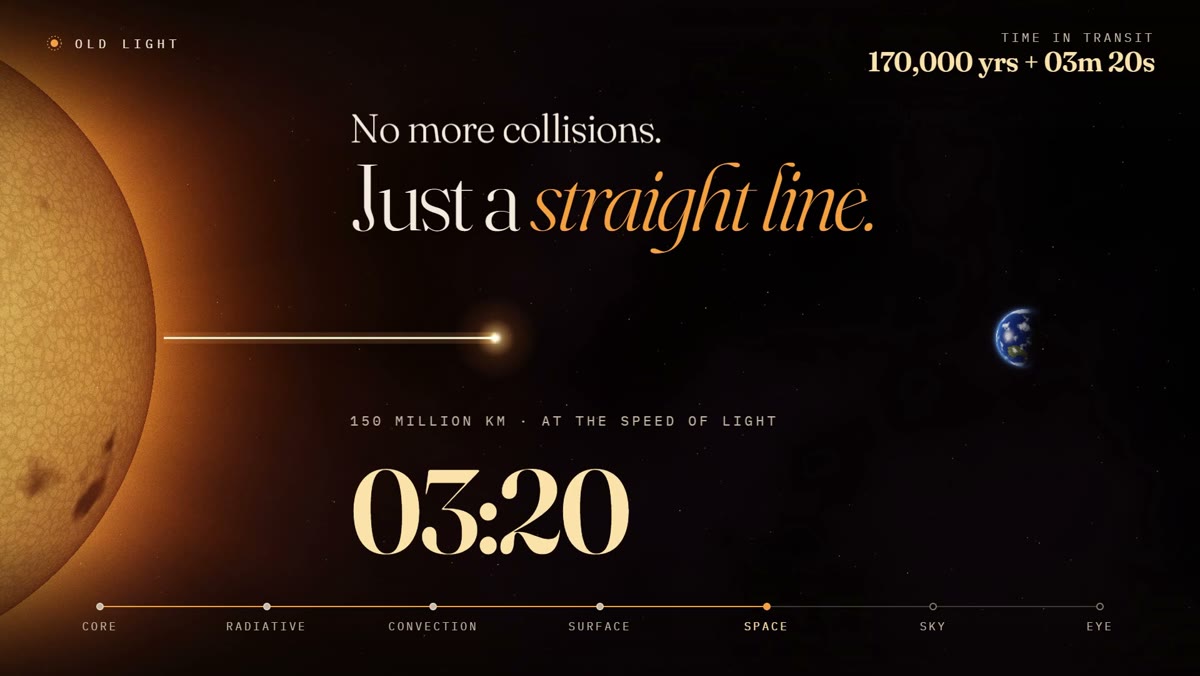 OLD LIGHT
TIME IN TRANSIT
170,000 yrs + 03m 20s
No more collisions.
Just a straight line.
150 MILLION KM · AT THE SPEED OF LIGHT
03:20
CORE RADIATIVE CONVECTION SURFACE SPACE SKY EYE